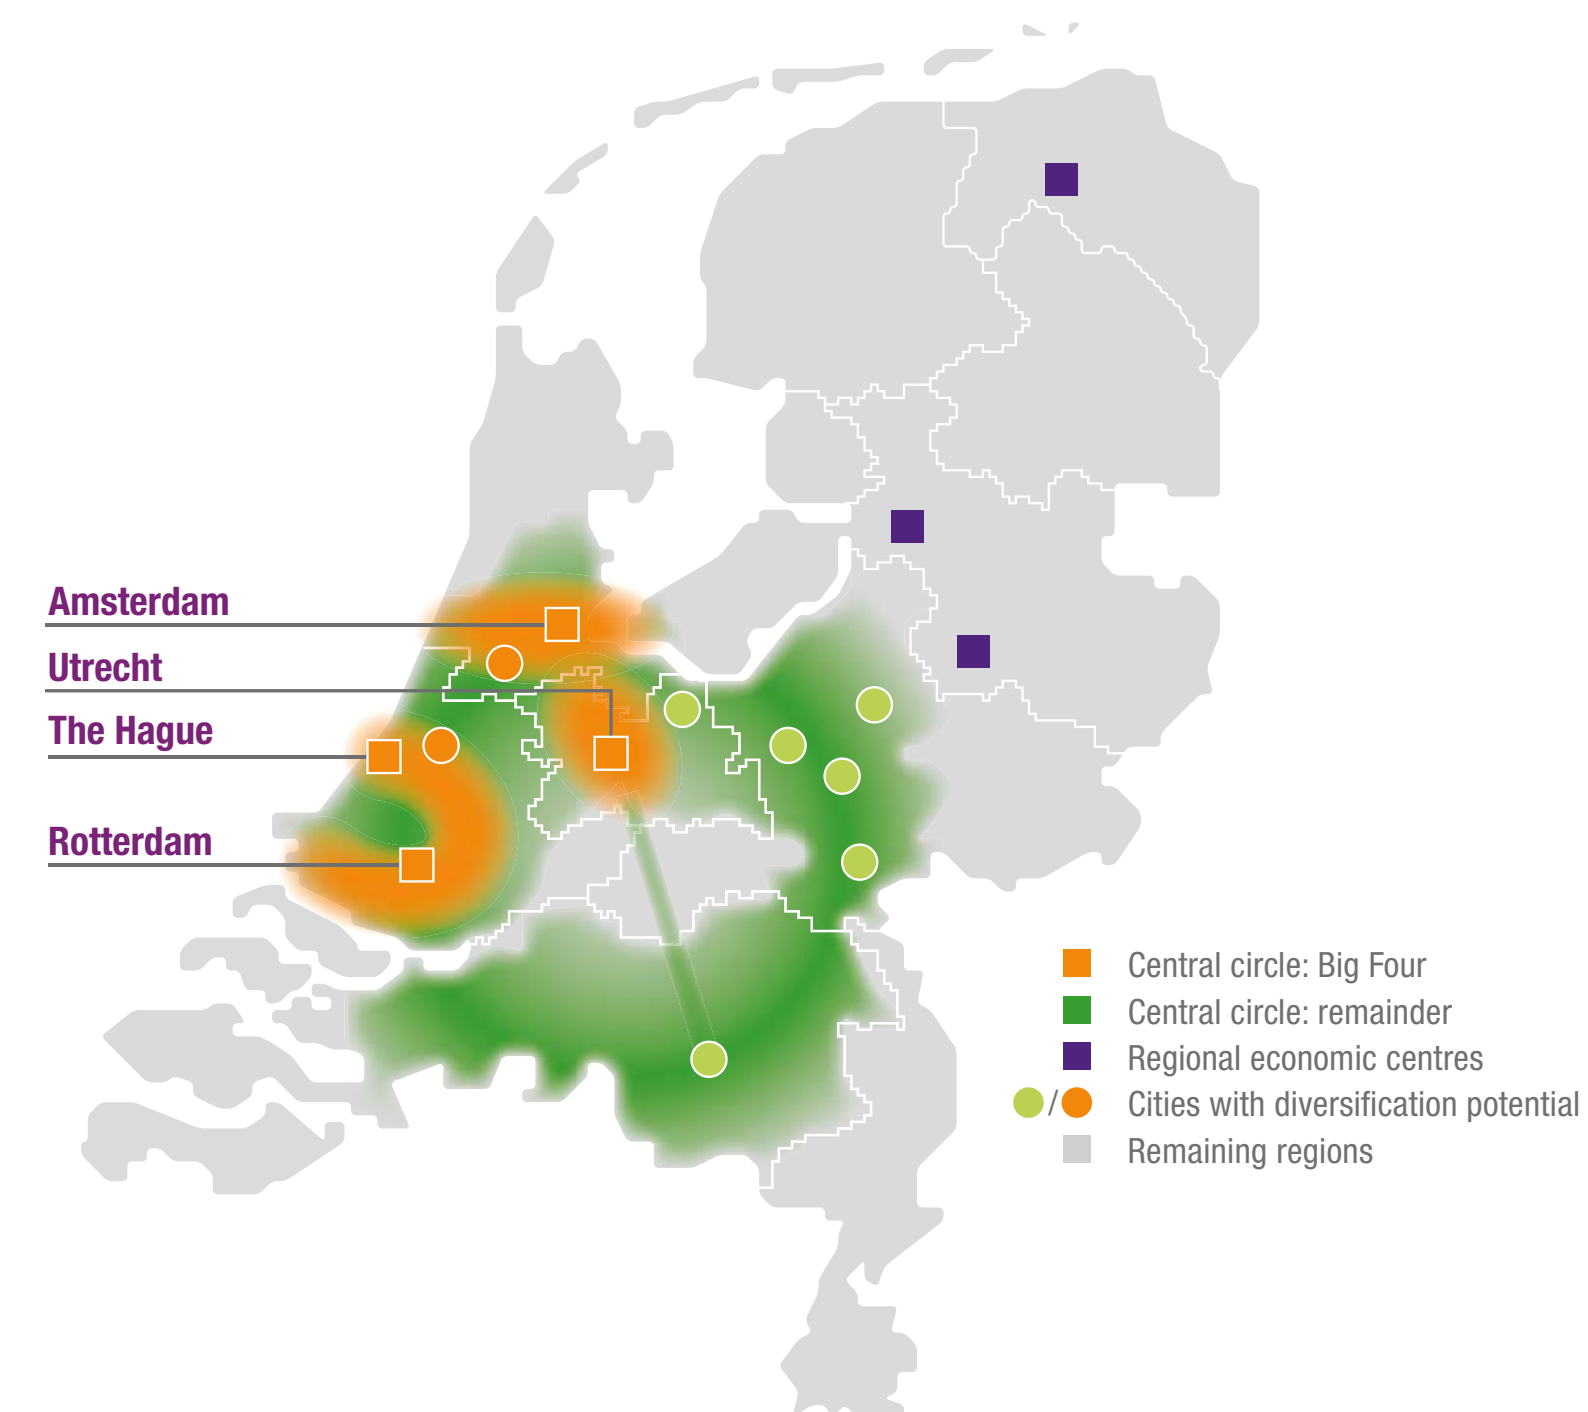 Amsterdam
Utrecht
The Hague
Rotterdam
Central circle: Big Four
Central circle: remainder
Regional economic centres
/ Cities with diversification potential
Remaining regions